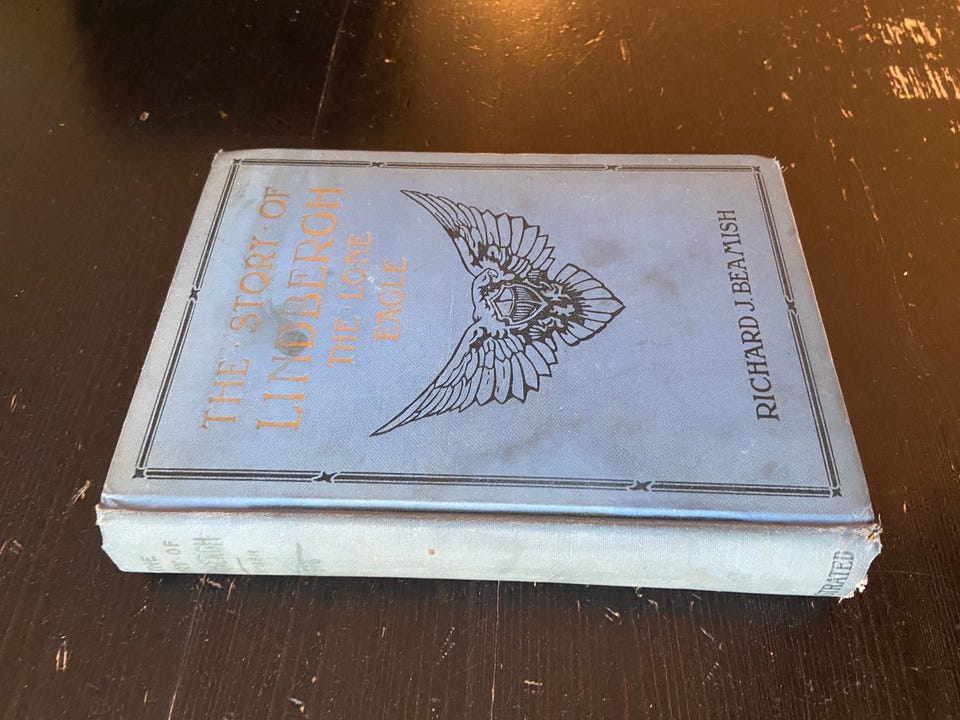 THE · STORY · OF
LINDBERGH
THE LONE
EAGLE
RICHARD J. BEAMISH